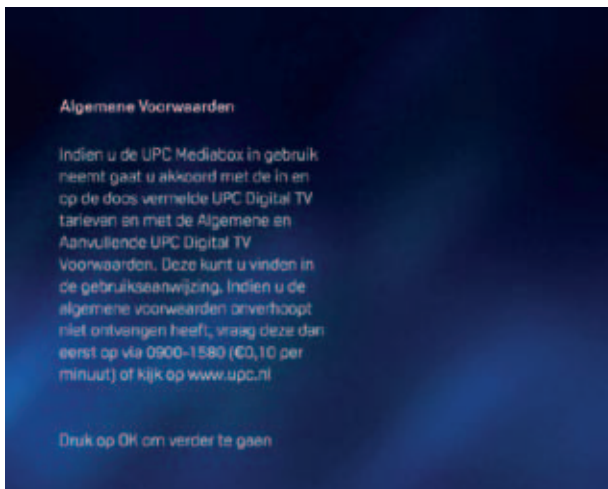 Algemene Voorwaarden
Indien u de UPC Mediabox in gebruik
neemt gaat u akkoord met de in en
op de doos vermelde UPC Digital TV
tarieven en met de Algemene en
Aanvullende UPC Digital TV
Voorwaarden. Deze kunt u vinden in
de gebruiksaanwijzing. Indien u de
algemene voorwaarden onverhoopt
niet ontvangen heeft, vraag deze dan
eerst op via 0900-1580 (€0,10 per
minuut) of kijk op www.upc.nl
Druk op OK om verder te gaan